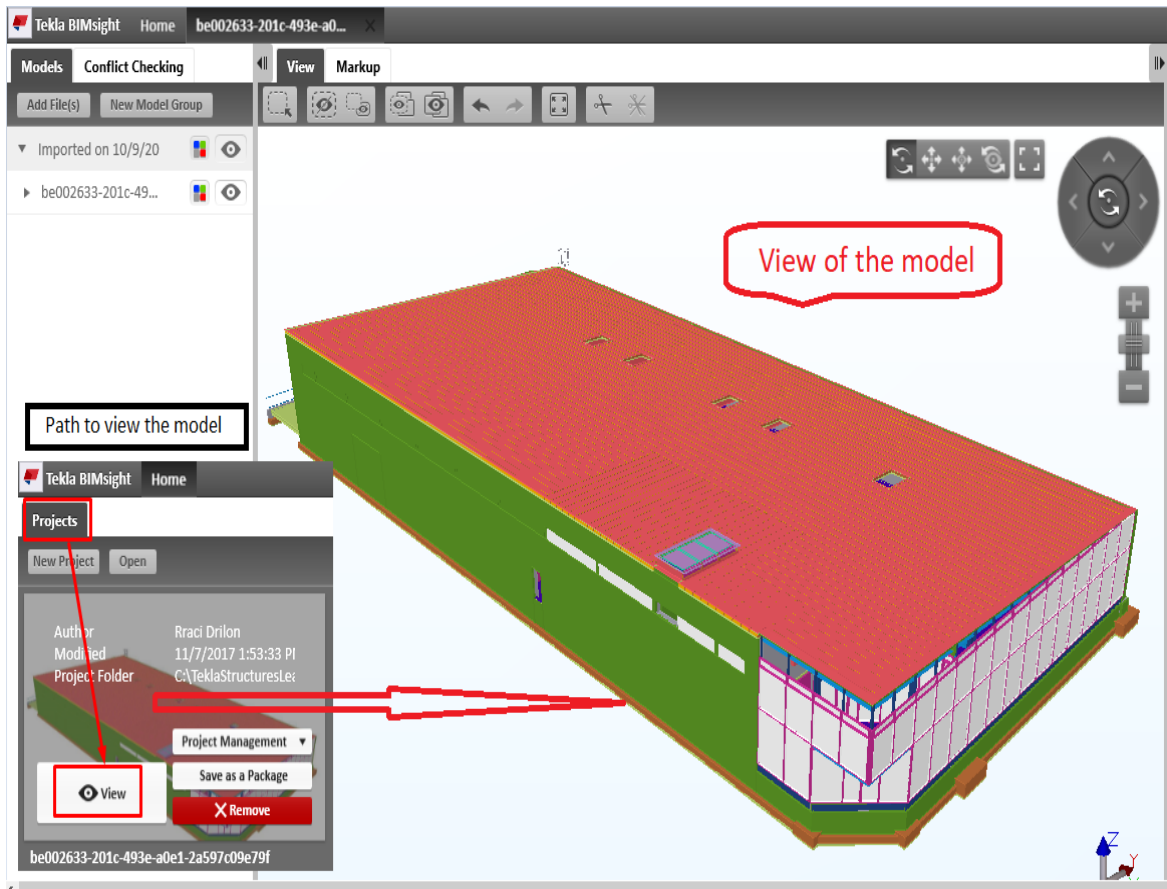 Tekla BIMsight Home be002633-201c-493e-a0...
Models Conflict Checking View Markup
Add File(s) New Model Group
Imported on 10/9/20
be002633-201c-49...
View of the model
Path to view the model
Tekla BIMsight Home
Projects
New Project Open
Author Rraci Drilon
Modified 11/7/2017 1:53:33 PI
Project Folder C:\TeklaStructuresLea
Project Management
Save as a Package
View
X Remove
be002633-201c-493e-a0e1-2a597c09e79f
Z
Y